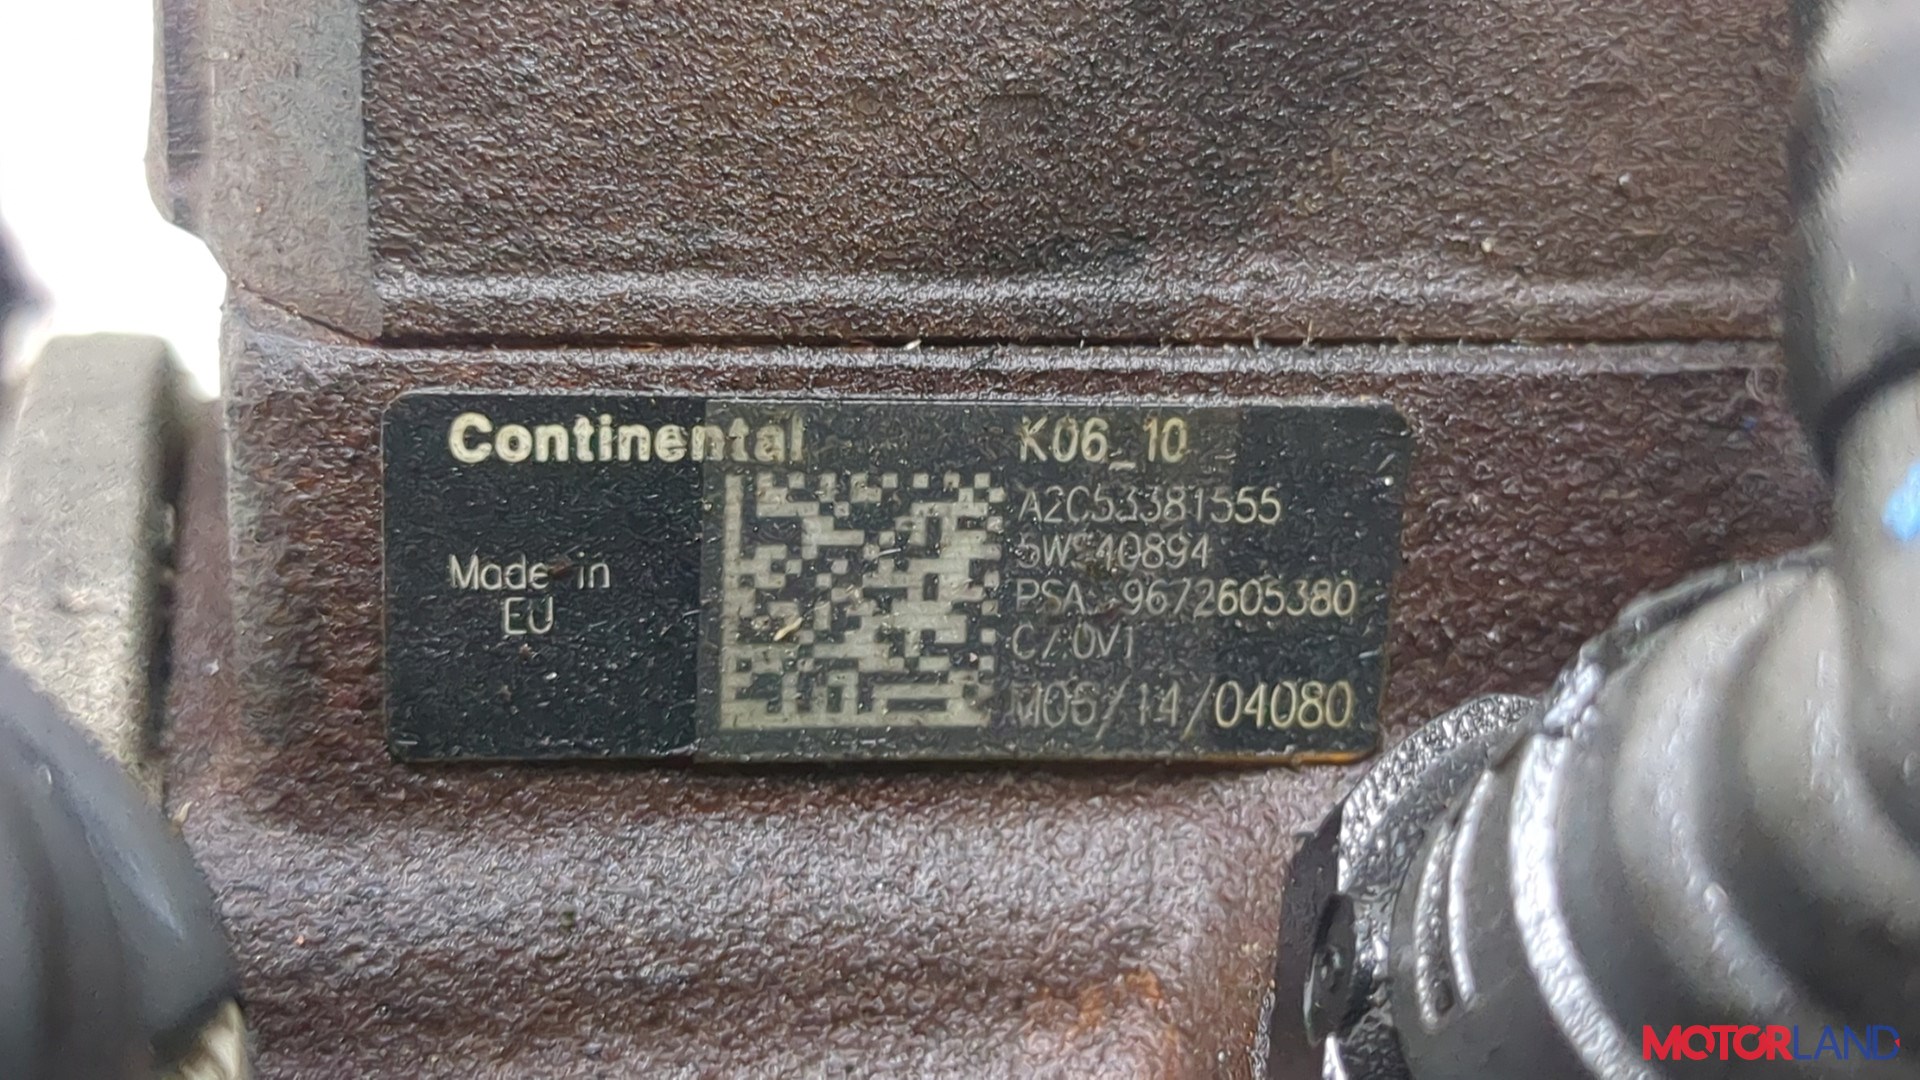 Continental
K06_10
A2C53381555
5WS40894
Made in
EU
PSA 9672605380
C/ 0V1
M06/14/04080
MOTORLAND